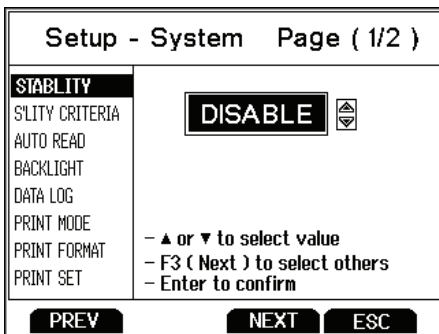 Setup - System Page ( 1/2 )
STABLITY
S'LITY CRITERIA
AUTO READ
BACKLIGHT
DATA LOG
PRINT MODE
PRINT FORMAT
PRINT SET
DISABLE
– ▲ or ▼ to select value
– F3 ( Next ) to select others
– Enter to confirm
PREV NEXT ESC